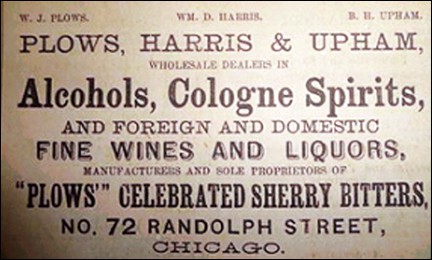 W. J. PLOWS. WM. D. HARRIS. B. H. UPHAM.
PLOWS, HARRIS & UPHAM,
WHOLESALE DEALERS IN
Alcohols, Cologne Spirits,
AND FOREIGN AND DOMESTIC
FINE WINES AND LIQUORS,
MANUFACTURERS AND SOLE PROPRIETORS OF
"PLOWS'" CELEBRATED SHERRY BITTERS,
NO. 72 RANDOLPH STREET,
CHICAGO.